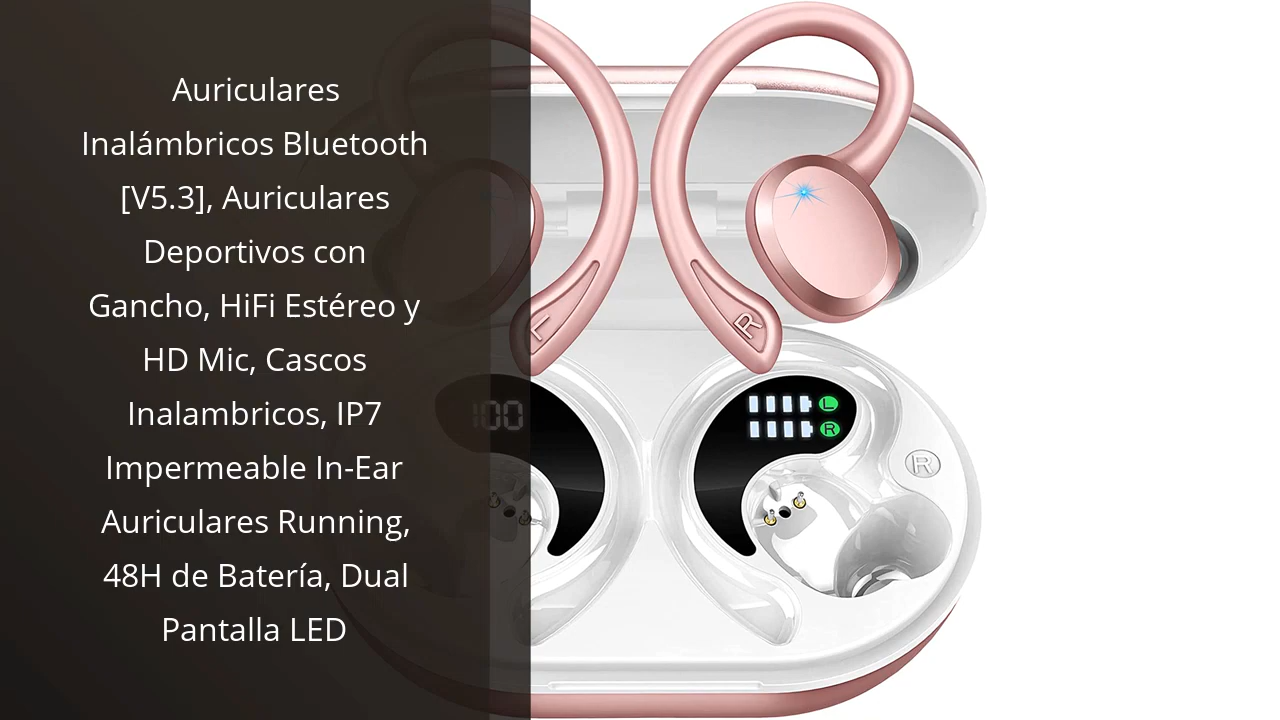 Auriculares
Inalámbricos Bluetooth
[V5.3], Auriculares
Deportivos con
Gancho, HiFi Estéreo y
HD Mic, Cascos
Inalambricos, IP7
Impermeable In-Ear
Auriculares Running,
48H de Batería, Dual
Pantalla LED
L
R
100
L
R
R